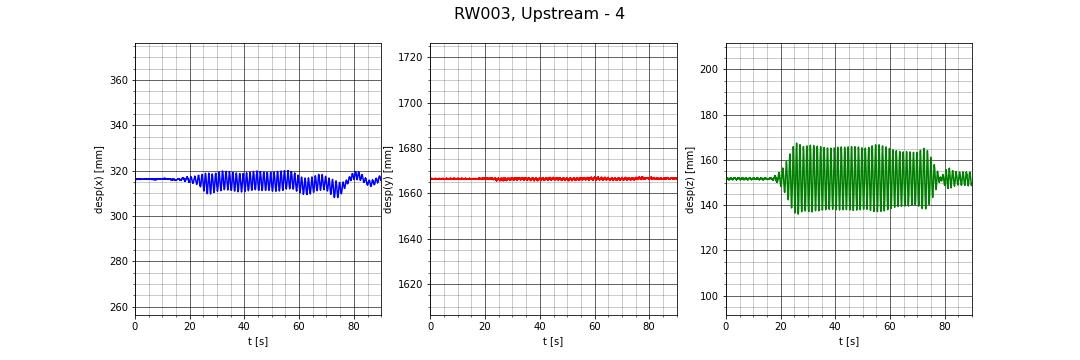 RW003, Upstream - 4
desp(x) [mm]
360
340
320
300
280
260
0 20 40 60 80
t [s]
desp(y) [mm]
1720
1700
1680
1660
1640
1620
0 20 40 60 80
t [s]
desp(z) [mm]
200
180
160
140
120
100
0 20 40 60 80
t [s]